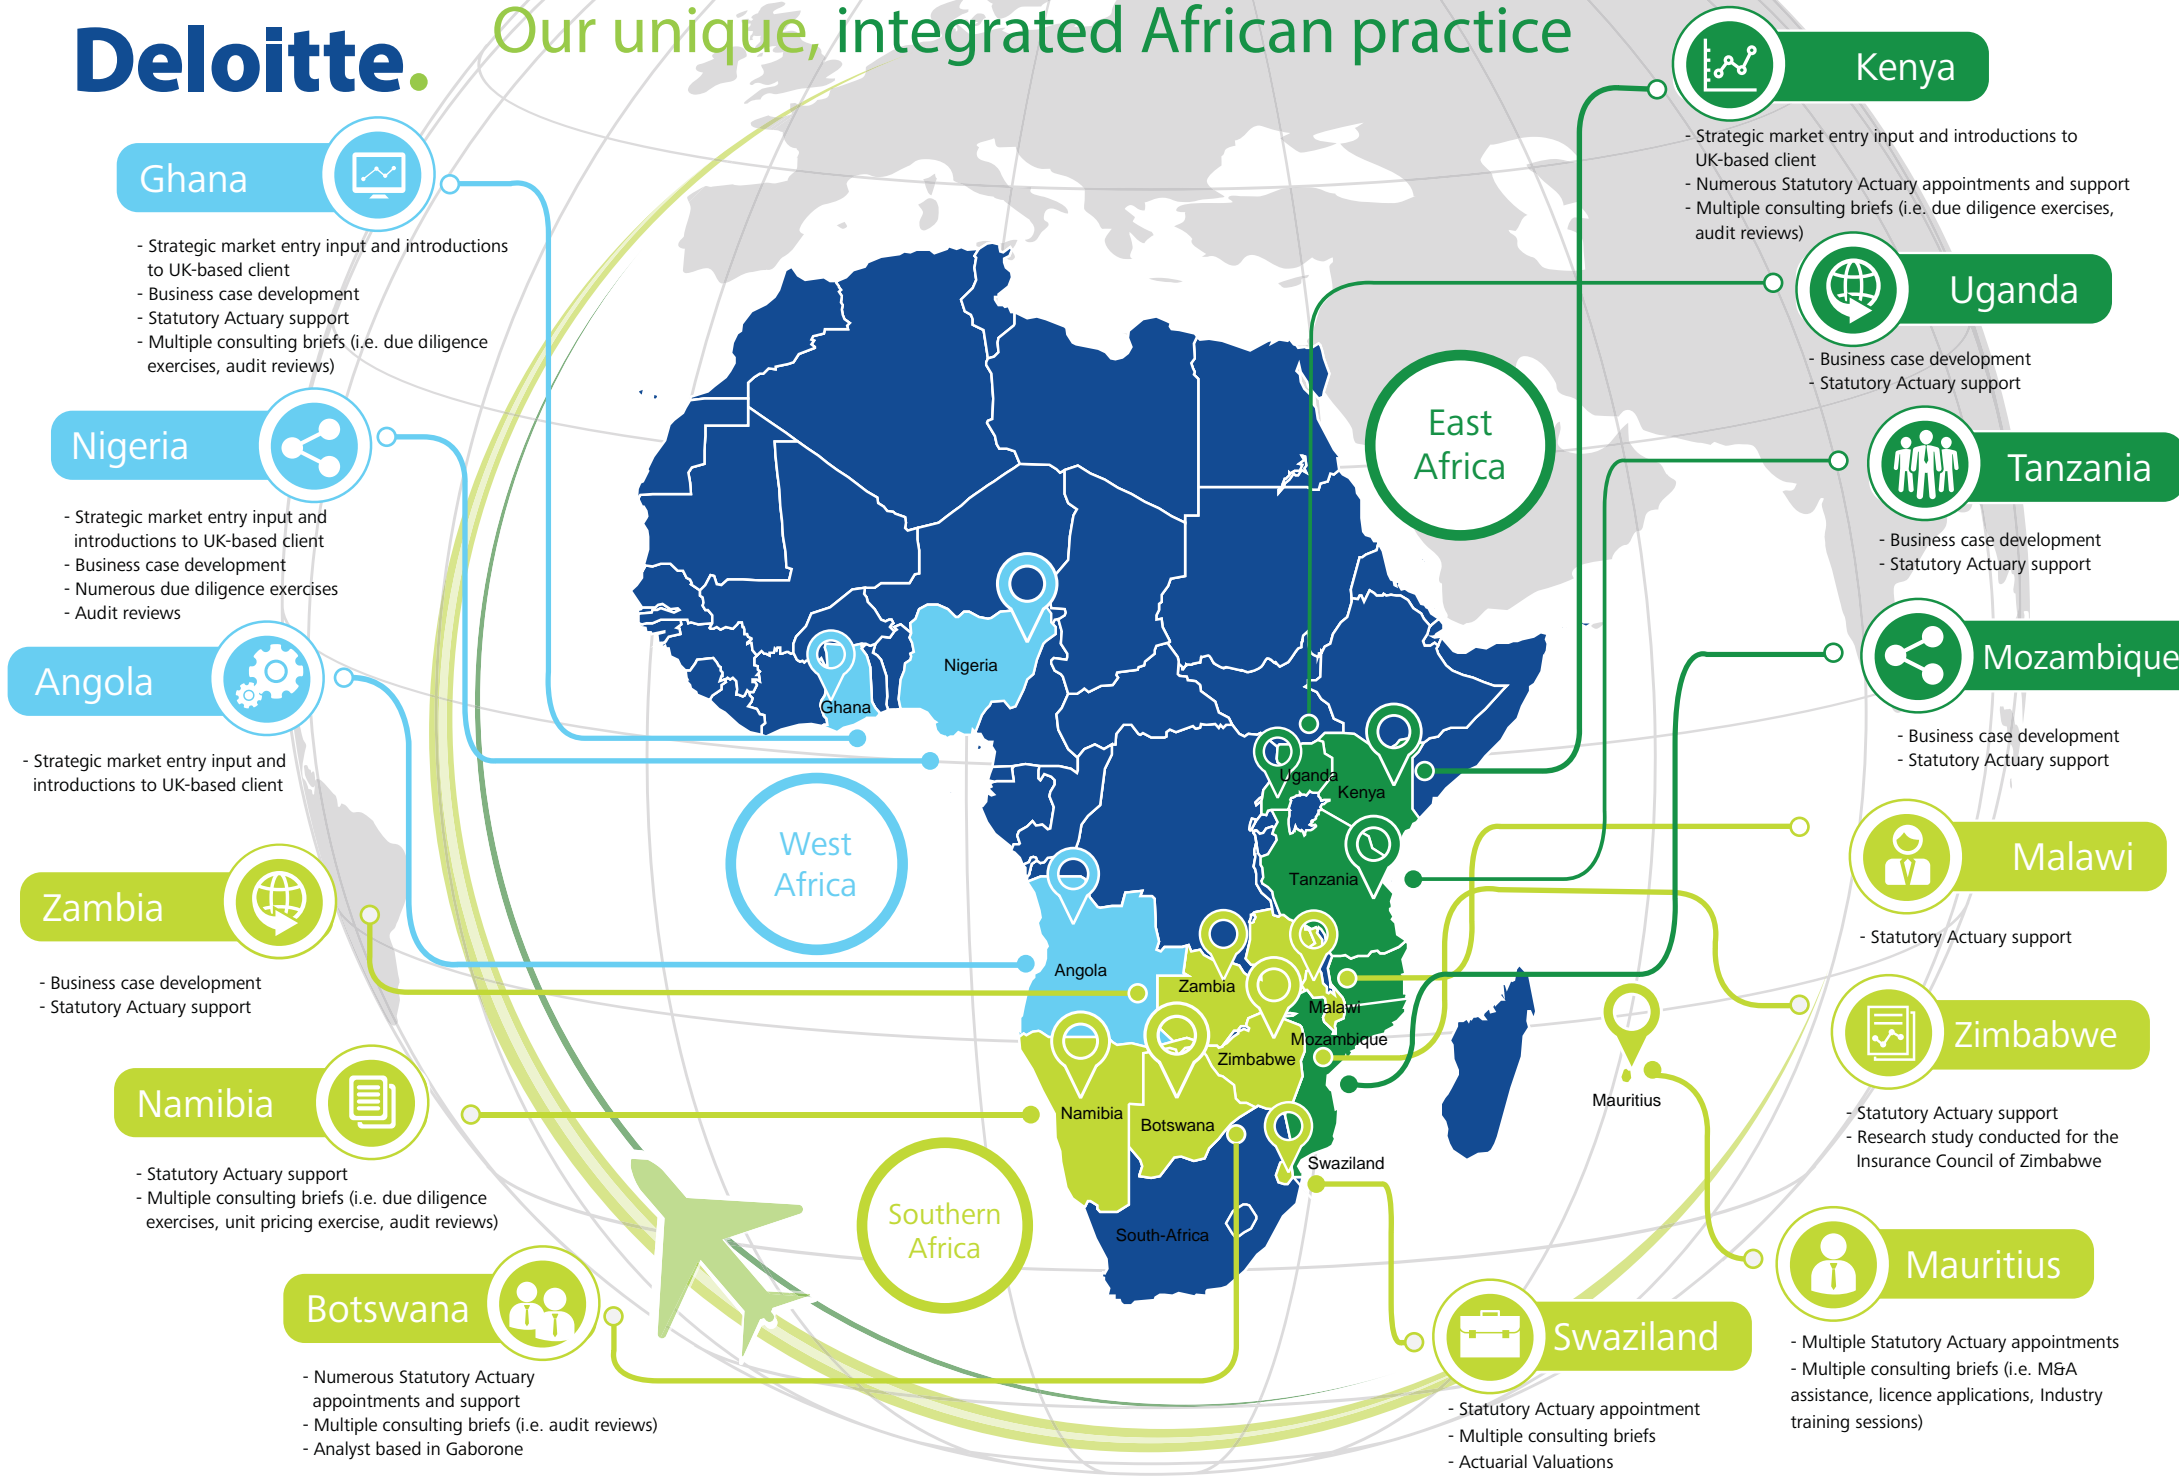 Deloitte.
Our unique, integrated African practice
Ghana
- Strategic market entry input and introductions
to UK-based client
- Business case development
- Statutory Actuary support
- Multiple consulting briefs (i.e. due diligence
exercises, audit reviews)
Nigeria
- Strategic market entry input and
introductions to UK-based client
- Business case development
- Numerous due diligence exercises
- Audit reviews
Angola
- Strategic market entry input and
introductions to UK-based client
Zambia
- Business case development
- Statutory Actuary support
Namibia
- Statutory Actuary support
- Multiple consulting briefs (i.e. due diligence
exercises, unit pricing exercise, audit reviews)
Botswana
- Numerous Statutory Actuary
appointments and support
- Multiple consulting briefs (i.e. audit reviews)
- Analyst based in Gaborone
West
Africa
Southern
Africa
East
Africa
Nigeria
Ghana
Uganda
Kenya
Tanzania
Angola
Zambia
Malawi
Mozambique
Zimbabwe
Namibia
Botswana
Swaziland
South-Africa
Mauritius
Kenya
- Strategic market entry input and introductions to
UK-based client
- Numerous Statutory Actuary appointments and support
- Multiple consulting briefs (i.e. due diligence exercises,
audit reviews)
Uganda
- Business case development
- Statutory Actuary support
Tanzania
- Business case development
- Statutory Actuary support
Mozambique
- Business case development
- Statutory Actuary support
Malawi
- Statutory Actuary support
Zimbabwe
- Statutory Actuary support
- Research study conducted for the
Insurance Council of Zimbabwe
Mauritius
- Multiple Statutory Actuary appointments
- Multiple consulting briefs (i.e. M&A
assistance, licence applications, Industry
training sessions)
Swaziland
- Statutory Actuary appointment
- Multiple consulting briefs
- Actuarial Valuations